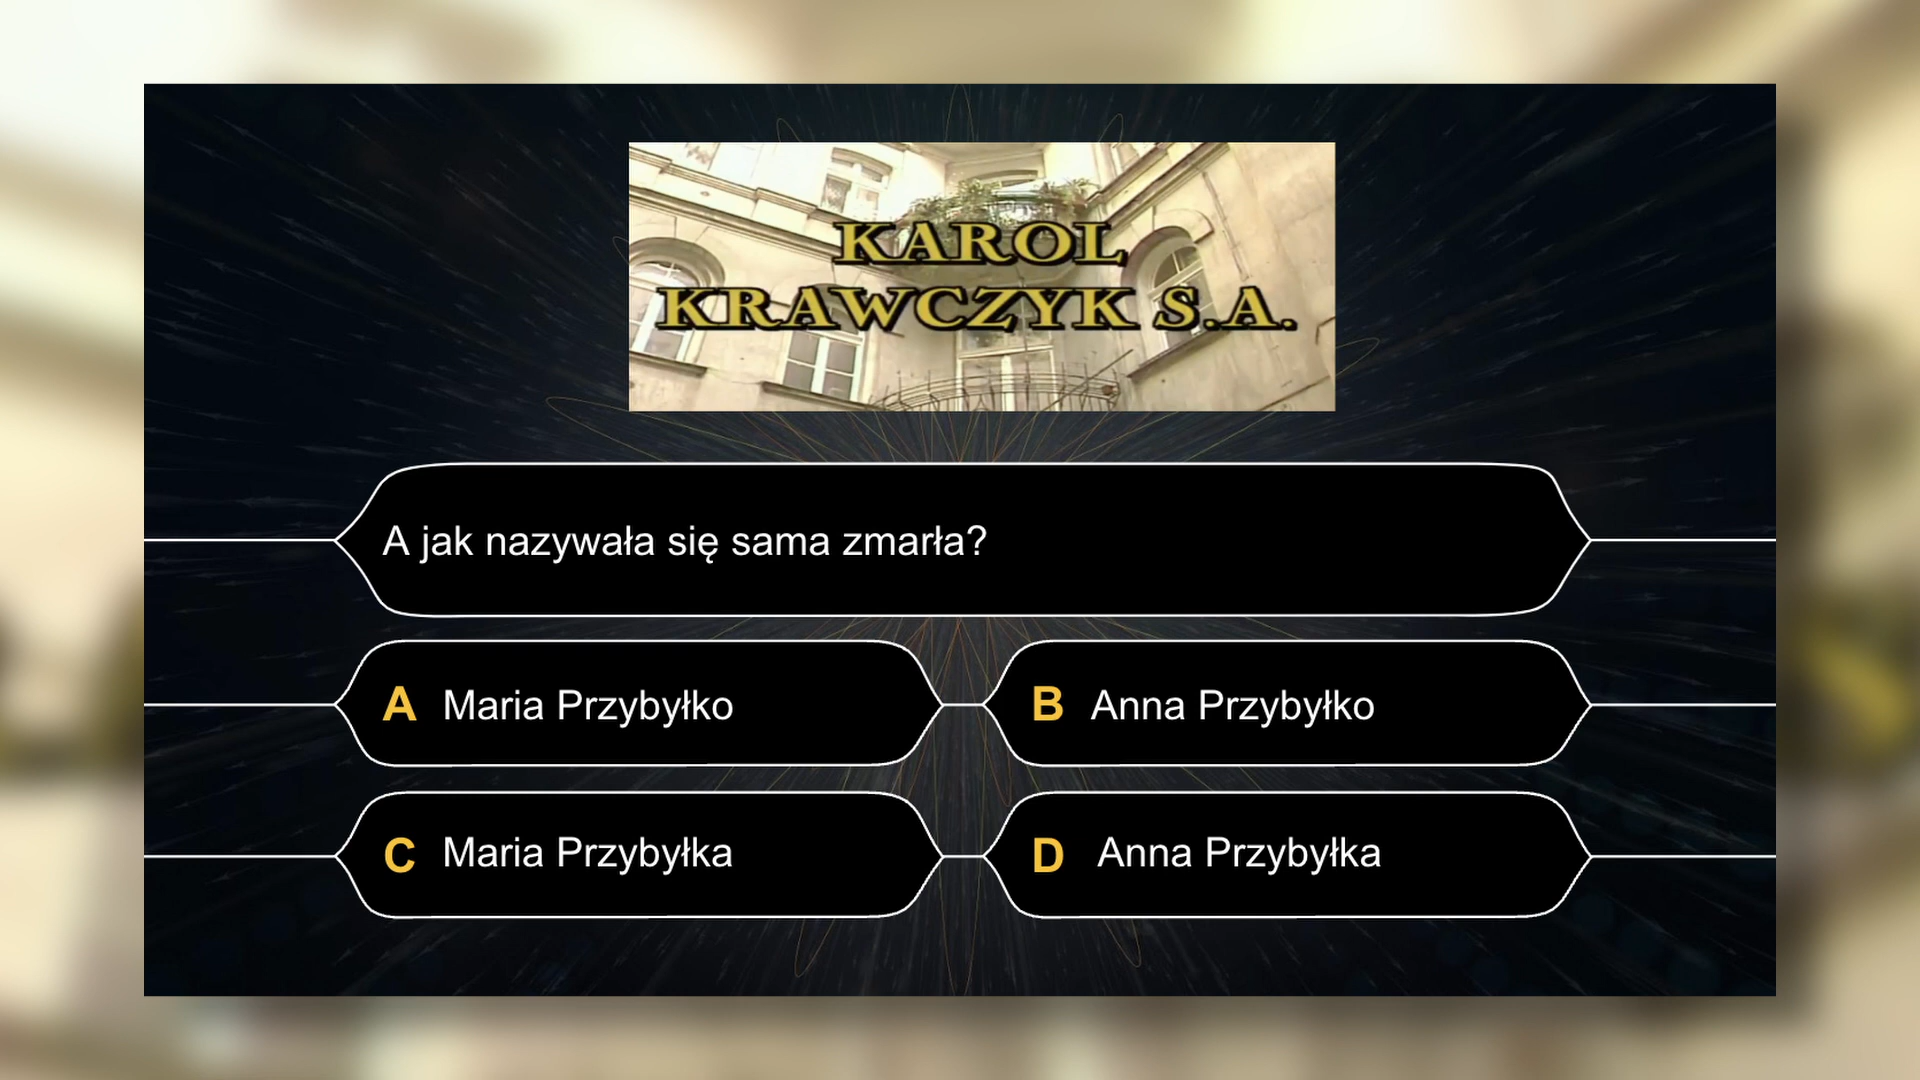 KAROL
KRAWCZYK S.A.
A jak nazywała się sama zmarła?
A Maria Przybyłko
B Anna Przybyłko
C Maria Przybyłka
D Anna Przybyłka